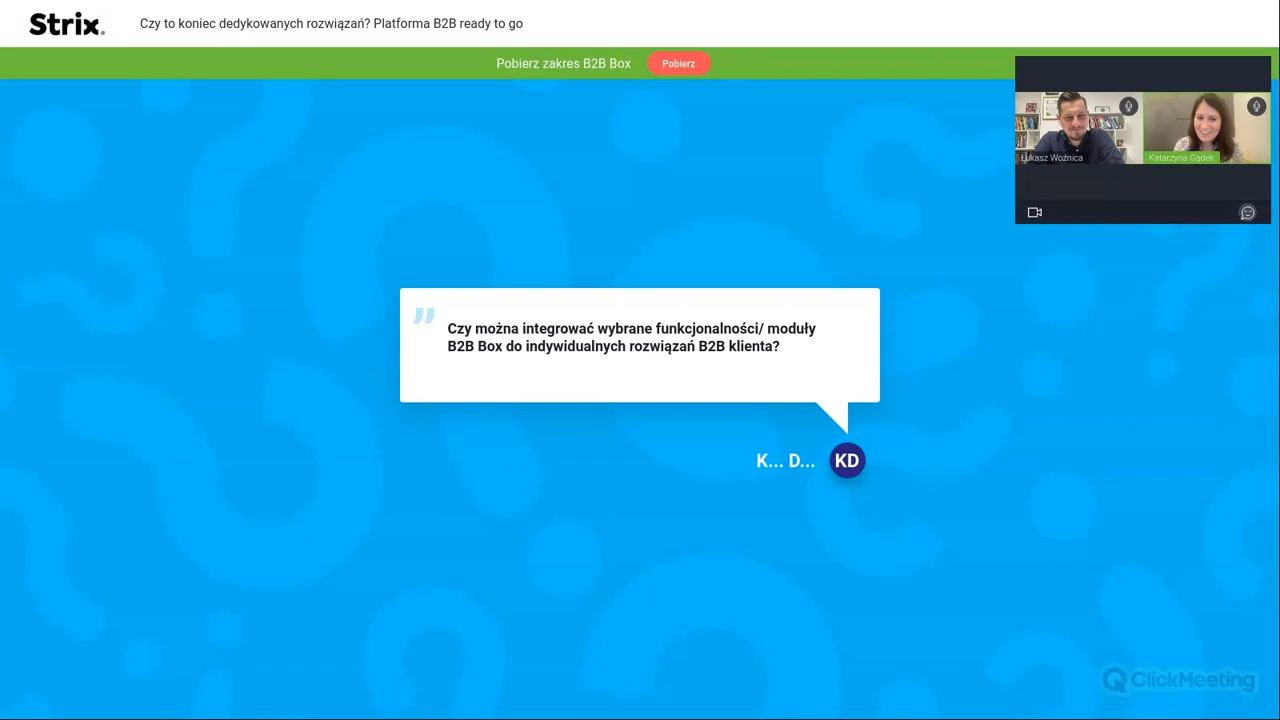 Strix
Czy to koniec dedykowanych rozwiązań? Platforma B2B ready to go
Pobierz zakres B2B Box
Pobierz
Łukasz Woźnica
Katarzyna Gądek
Czy można integrować wybrane funkcjonalności/ moduły
B2B Box do indywidualnych rozwiązań B2B klienta?
K... D...
KD
ClickMeeting